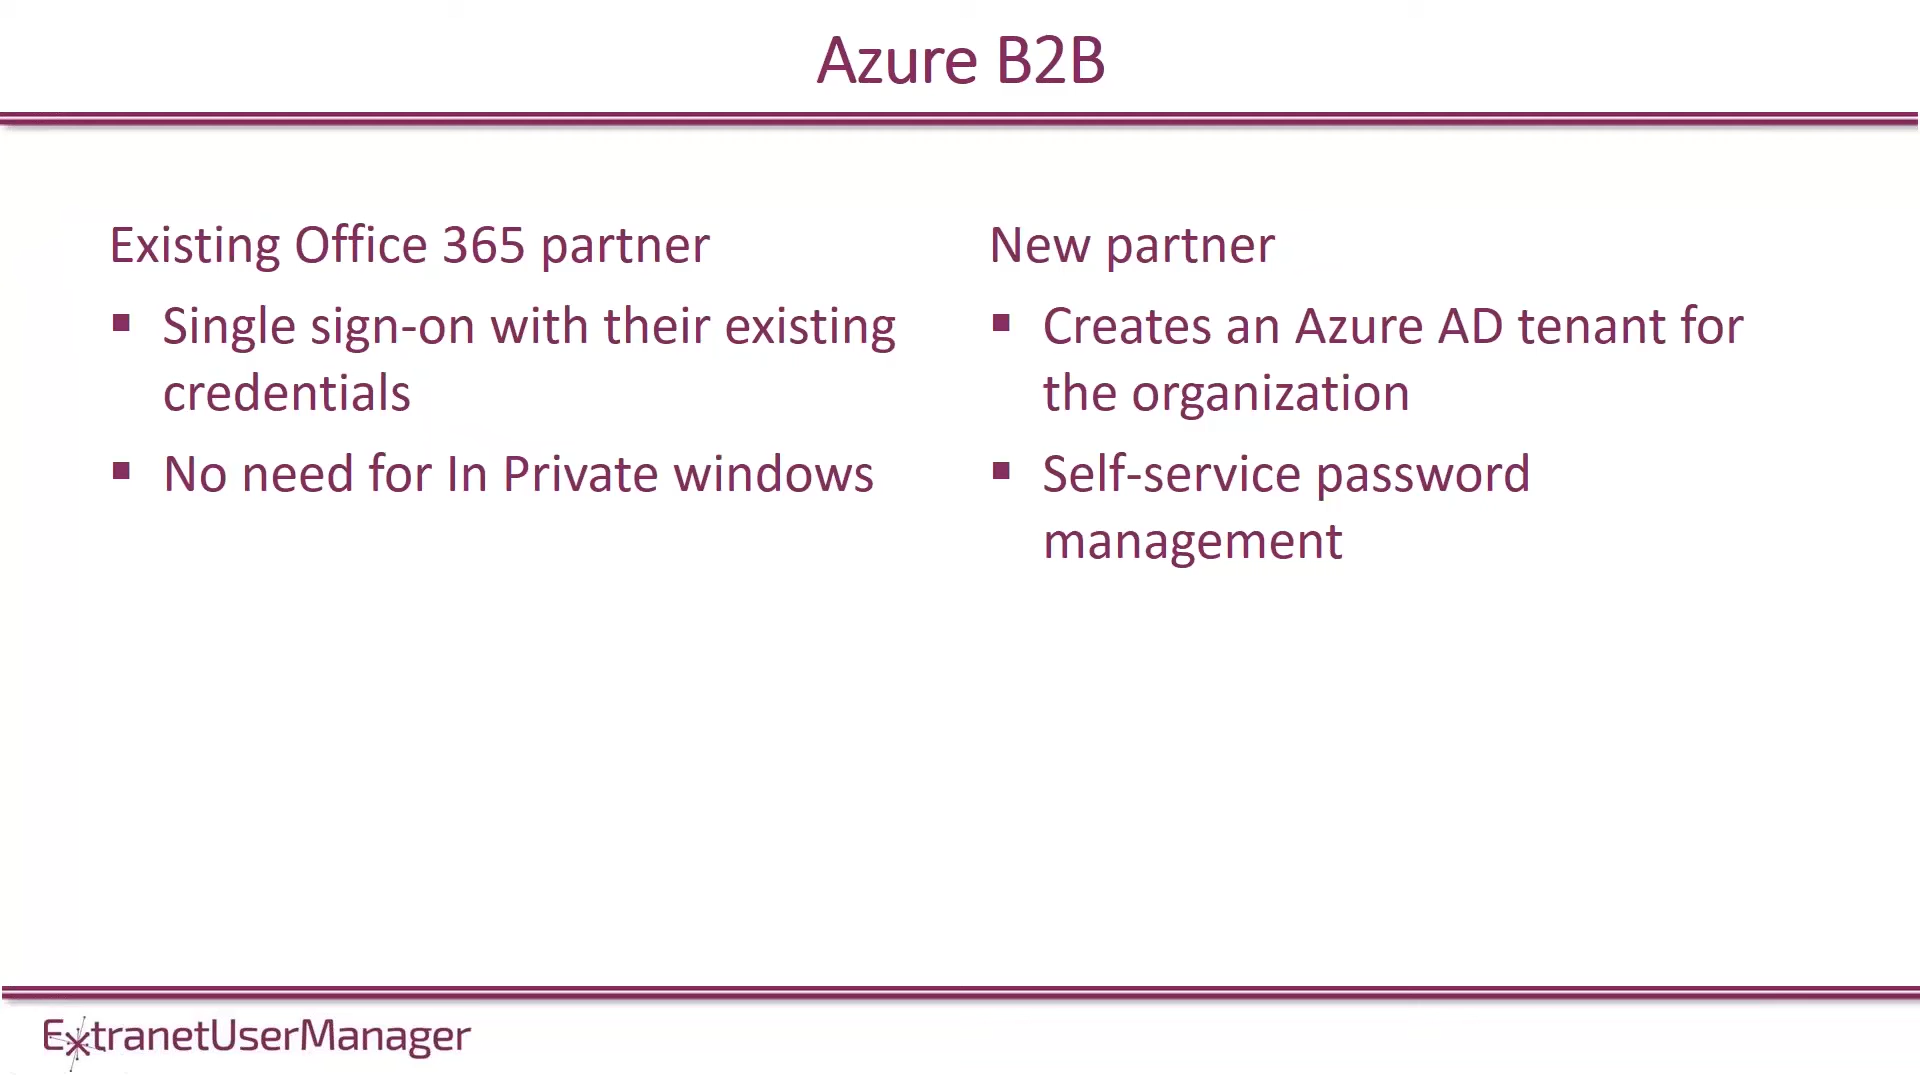 Azure B2B
Existing Office 365 partner
▪ Single sign-on with their existing
credentials
▪ No need for In Private windows
New partner
▪ Creates an Azure AD tenant for
the organization
▪ Self-service password
management
ExtranetUserManager